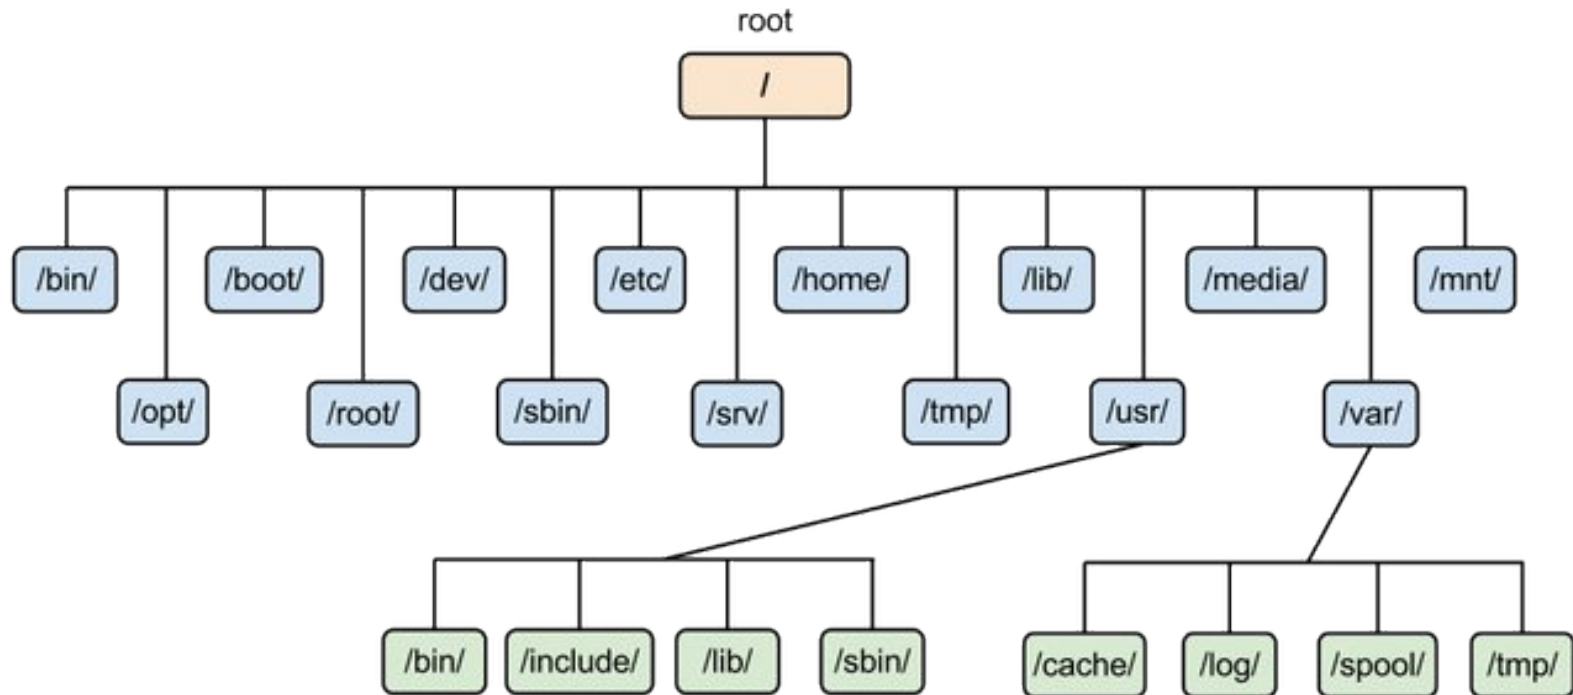 root
/
/bin/
/boot/
/dev/
/etc/
/home/
/lib/
/media/
/mnt/
/opt/
/root/
/sbin/
/srv/
/tmp/
/usr/
/var/
/bin/
/include/
/lib/
/sbin/
/cache/
/log/
/spool/
/tmp/